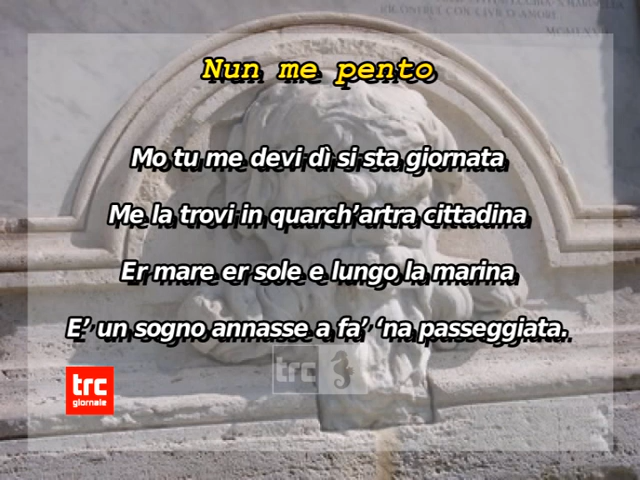 Nun me pento
Mo tu me devi dì si sta giornata
Me la trovi in quarch’artra cittadina
Er mare er sole e lungo la marina
E’ un sogno annasse a fa’ ‘na passeggiata.
trc
trc
giornale